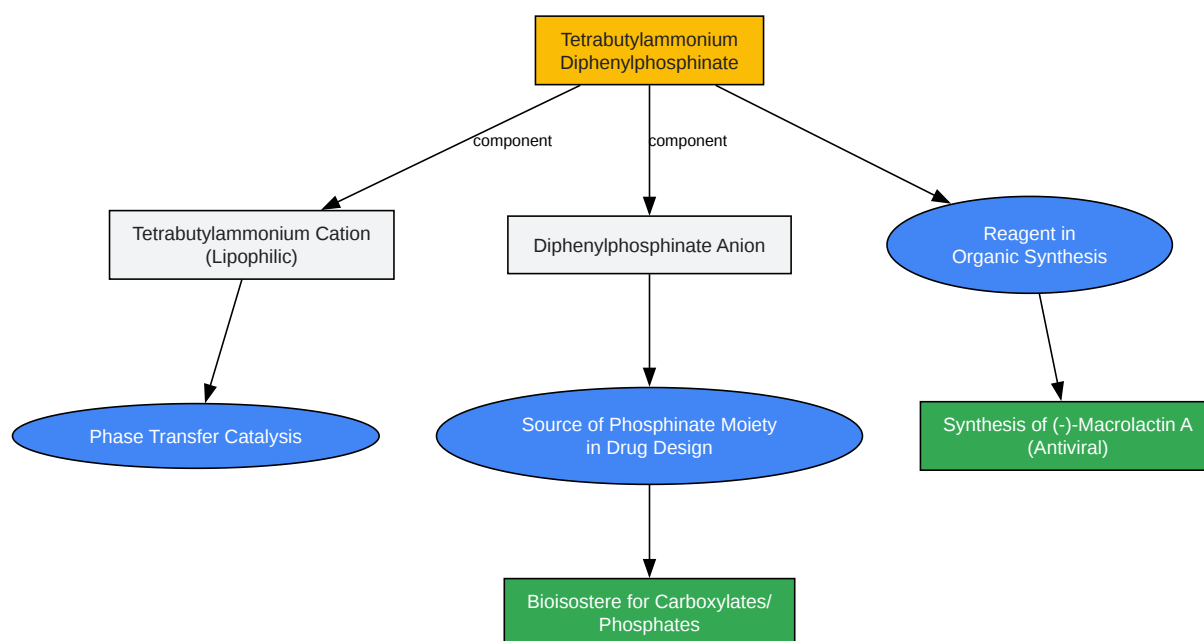 Tetrabutylammonium
Diphenylphosphinate
component
component
Tetrabutylammonium Cation
(Lipophilic)
Diphenylphosphinate Anion
Reagent in
Organic Synthesis
Phase Transfer Catalysis
Source of Phosphinate Moiety
in Drug Design
Synthesis of (-)-Macrolactin A
(Antiviral)
Bioisostere for Carboxylates/
Phosphates